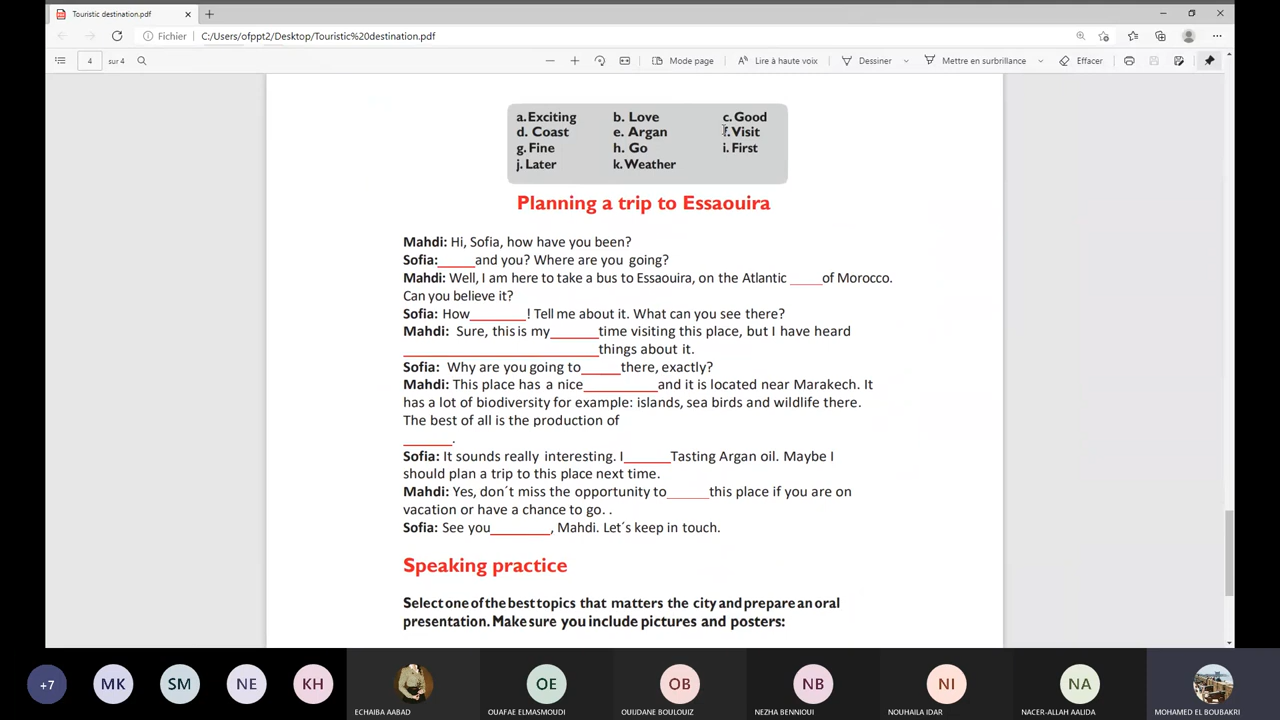 Touristic destination.pdf
Fichier C:/Users/ofppt2/Desktop/Touristic%20destination.pdf
4 sur 4 Mode page Lire à haute voix Dessiner Mettre en surbrillance Effacer
a. Exciting b. Love c. Good
d. Coast e. Argan f. Visit
g. Fine h. Go i. First
j. Later k. Weather
Planning a trip to Essaouira
Mahdi: Hi, Sofia, how have you been?
Sofia:_____and you? Where are you going?
Mahdi: Well, I am here to take a bus to Essaouira, on the Atlantic _____of Morocco.
Can you believe it?
Sofia: How________! Tell me about it. What can you see there?
Mahdi: Sure, this is my_______time visiting this place, but I have heard
____________________________things about it.
Sofia: Why are you going to______there, exactly?
Mahdi: This place has a nice___________and it is located near Marakech. It
has a lot of biodiversity for example: islands, sea birds and wildlife there.
The best of all is the production of
_______.
Sofia: It sounds really interesting. I_______Tasting Argan oil. Maybe I
should plan a trip to this place next time.
Mahdi: Yes, don´t miss the opportunity to______this place if you are on
vacation or have a chance to go. .
Sofia: See you_________, Mahdi. Let´s keep in touch.
Speaking practice
Select one of the best topics that matters the city and prepare an oral
presentation. Make sure you include pictures and posters:
+7 MK SM NE KH OE OB NB NI NA
ECHAIBA AABAD OUAFAE ELMASMOUDI OUIJDANE BOULOUIZ NEZHA BENNIOUI NOUHAILA IDAR NACER-ALLAH AALIDA MOHAMED EL BOUBAKRI